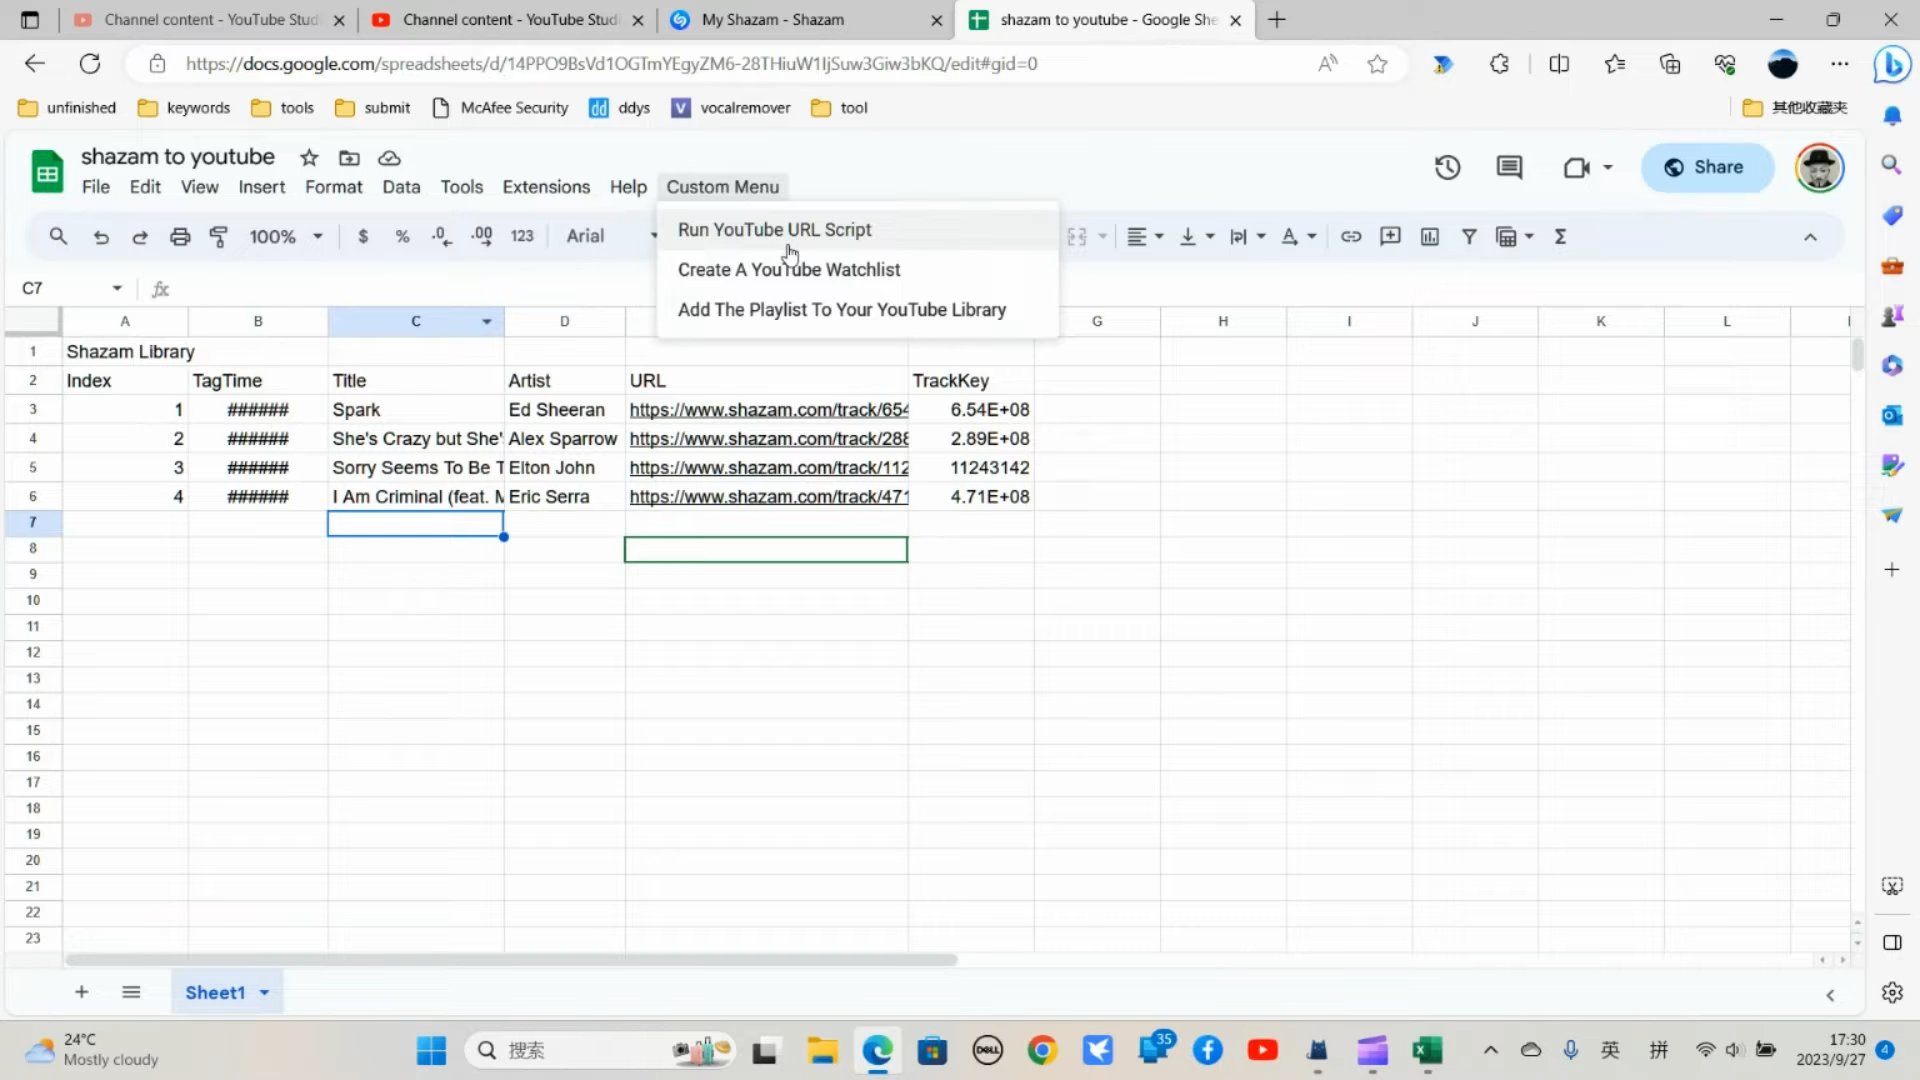 Channel content - YouTube Studi
Channel content - YouTube Studi
My Shazam - Shazam
shazam to youtube - Google She
https://docs.google.com/spreadsheets/d/14PPO9BsVd1OGTmYEgyZM6-28THiuW1IjSuw3Giw3bKQ/edit#gid=0
unfinished
keywords
tools
submit
McAfee Security
dd
ddys
V
vocalremover
tool
其他收藏夹
shazam to youtube
Share
File
Edit
View
Insert
Format
Data
Tools
Extensions
Help
Custom Menu
100%
$
%
.0
.00
123
Arial
Run YouTube URL Script
Create A YouTube Watchlist
Add The Playlist To Your YouTube Library
C7
fx
A B C D G H I J K L
1 Shazam Library
2 Index TagTime Title Artist URL TrackKey
3 1 ###### Spark Ed Sheeran https://www.shazam.com/track/654 6.54E+08
4 2 ###### She's Crazy but She' Alex Sparrow https://www.shazam.com/track/288 2.89E+08
5 3 ###### Sorry Seems To Be T Elton John https://www.shazam.com/track/112 11243142
6 4 ###### I Am Criminal (feat. M Eric Serra https://www.shazam.com/track/471 4.71E+08
7
8
9
10
11
12
13
14
15
16
17
18
19
20
21
22
23
Sheet1
24°C
Mostly cloudy
搜索
DELL
35
英
拼
17:30
2023/9/27
4